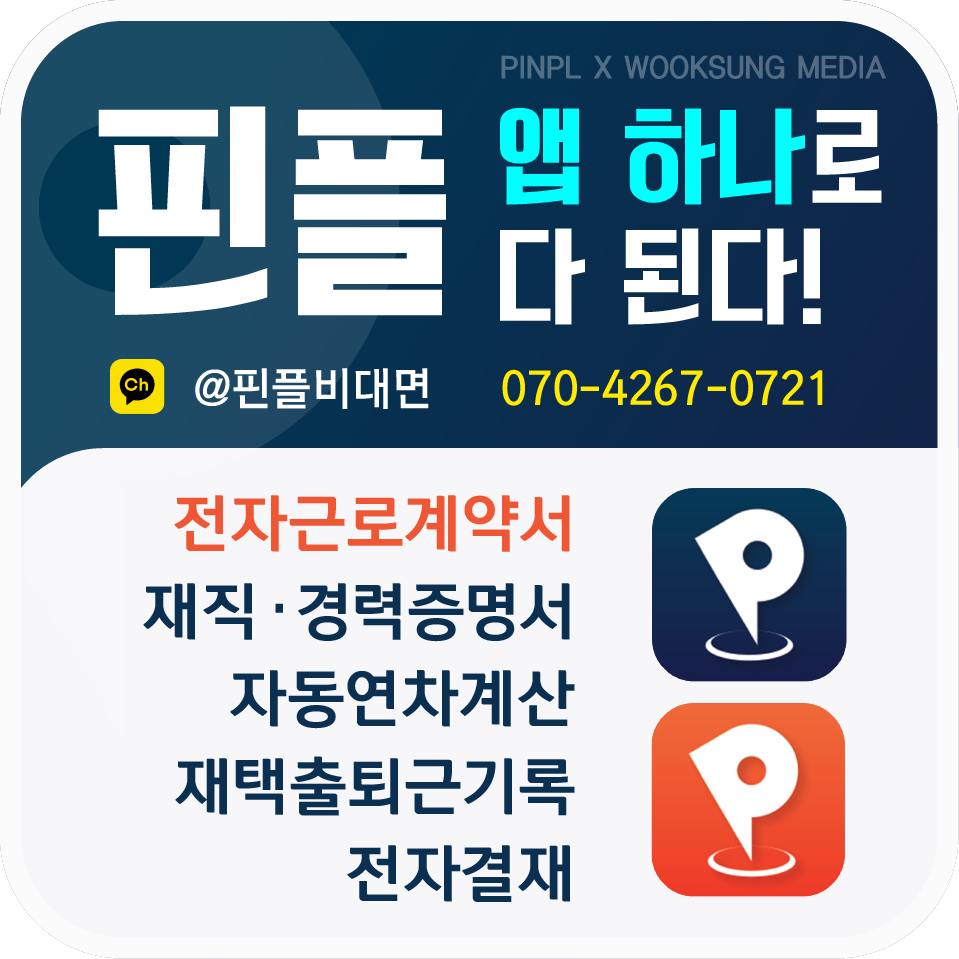 PINPL X WOOKSUNG MEDIA
핀플
앱 하나로
다 된다!
Ch @핀플비대면
070-4267-0721
전자근로계약서
재직·경력증명서
자동연차계산
재택출퇴근기록
전자결재